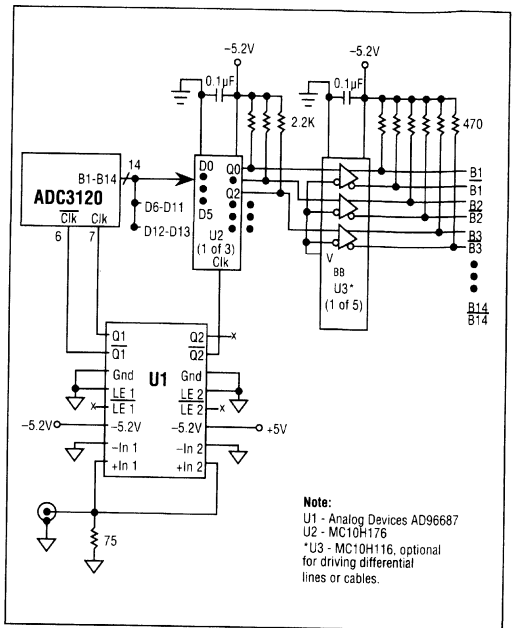 –5.2V
–5.2V
0.1µF
0.1µF
2.2K
470
14
B1-B14
ADC3120
Clk Clk
6 7
D6-D11
D12-D13
D0
D5
Q0
Q2
U2
(1 of 3)
Clk
V
BB
U3*
(1 of 5)
B1
B1
B2
B2
B3
B3
B14
B14
U1
Q1
Q1
Gnd
LE 1
x LE 1
–5.2V –5.2V
–In 1
+In 1
Q2 x
Q2
Gnd
LE 2
LE 2 x
–5.2V +5V
–In 2
+In 2
75
Note:
U1 - Analog Devices AD96687
U2 - MC10H176
*U3 - MC10H116, optional
for driving differential
lines or cables.